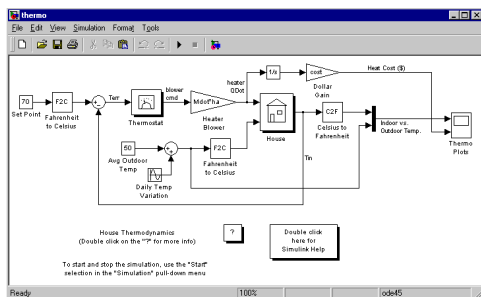 thermo
File Edit View Simulation Format Tools
70
Set Point
F2C
Fahrenheit
to Celsius
Terr
Thermostat
blower
cmd
Mdot*ha
Heater
Blower
heater
QDot
1/s
cost
Dollar
Gain
Heat Cost ($)
House
C2F
Celsius to
Fahrenheit
Indoor vs.
Outdoor Temp.
Thermo
Plots
50
Avg Outdoor
Temp
F2C
Fahrenheit
to Celsius
Tin
Daily Temp
Variation
House Thermodynamics
(Double click on the "?" for more info)
?
Double click
here for
Simulink Help
To start and stop the simulation, use the "Start"
selection in the "Simulation" pull-down menu
Ready
100%
ode45